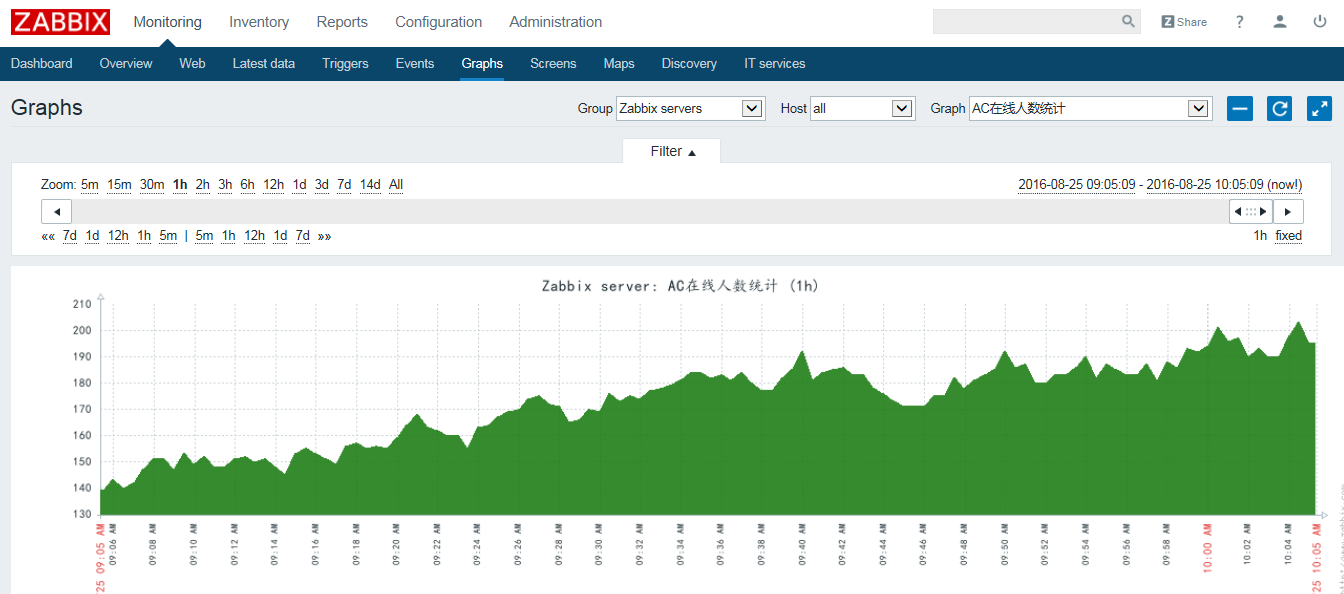 ZABBIX Monitoring Inventory Reports Configuration Administration Z Share ?
Dashboard Overview Web Latest data Triggers Events Graphs Screens Maps Discovery IT services
Graphs Group Zabbix servers Host all Graph AC在线人数统计
Filter ▲
Zoom: 5m 15m 30m 1h 2h 3h 6h 12h 1d 3d 7d 14d All 2016-08-25 09:05:09 - 2016-08-25 10:05:09 (now!)
«« 7d 1d 12h 1h 5m | 5m 1h 12h 1d 7d »» 1h fixed
Zabbix server: AC在线人数统计 (1h)
210
200
190
180
170
160
150
140
130
25 09:05 AM 09:06 AM 09:08 AM 09:10 AM 09:12 AM 09:14 AM 09:16 AM 09:18 AM 09:20 AM 09:22 AM 09:24 AM 09:26 AM 09:28 AM 09:30 AM 09:32 AM 09:34 AM 09:36 AM 09:38 AM 09:40 AM 09:42 AM 09:44 AM 09:46 AM 09:48 AM 09:50 AM 09:52 AM 09:54 AM 09:56 AM 09:58 AM 10:00 AM 10:02 AM 10:04 AM 25 10:05 AM